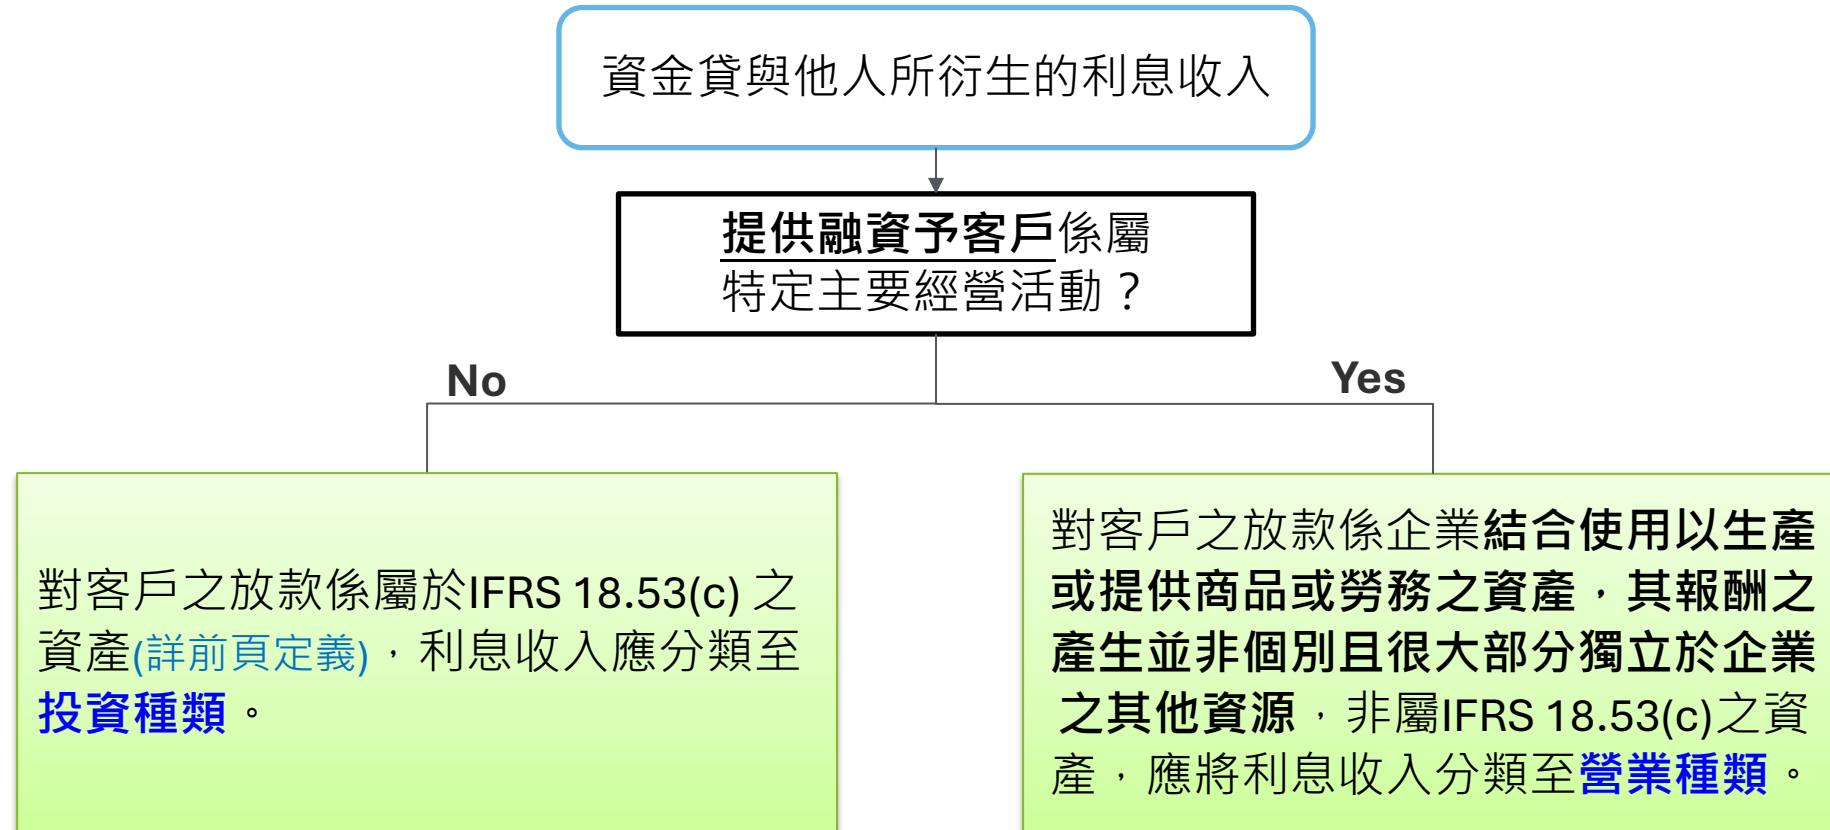 資金貸與他人所衍生的利息收入
提供融資予客戶係屬
特定主要經營活動？
No
Yes
對客戶之放款係屬於IFRS 18.53(c) 之
資產(詳前頁定義)，利息收入應分類至
投資種類。
對客戶之放款係企業結合使用以生產
或提供商品或勞務之資產，其報酬之
產生並非個別且很大部分獨立於企業
之其他資源，非屬IFRS 18.53(c)之資
產，應將利息收入分類至營業種類。